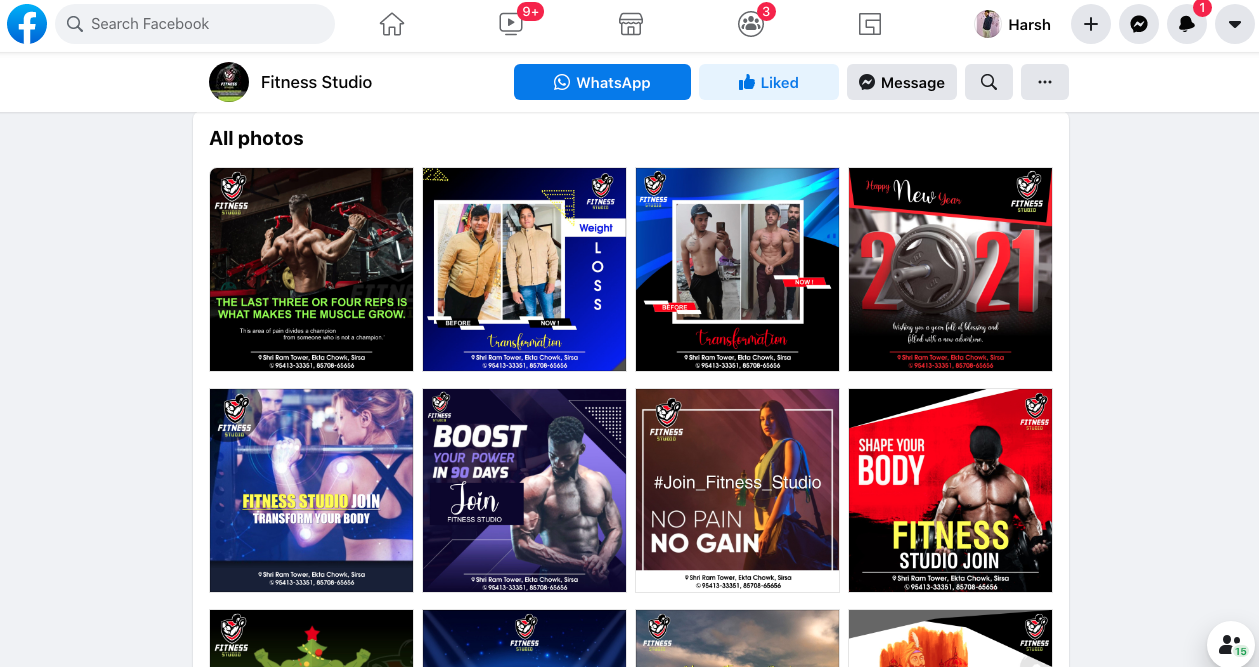 Search Facebook
9+
3
Harsh
1
Fitness Studio
WhatsApp
Liked
Message
All photos
FITNESS
STUDIO
THE LAST THREE OR FOUR REPS IS
WHAT MAKES THE MUSCLE GROW.
This area of pain divides a champion
from someone who is not a champion.
Shri Ram Tower, Ekta Chowk, Sirsa
95413-33351, 85708-65656
FITNESS
STUDIO
Weight
L
O
S
S
BEFORE
NOW !
transformation
Shri Ram Tower, Ekta Chowk, Sirsa
95413-33351, 85708-65656
FITNESS
STUDIO
NOW !
BEFORE
transformation
Shri Ram Tower, Ekta Chowk, Sirsa
95413-33351, 85708-65656
Happy New Year
FITNESS
STUDIO
2021
Wishing you a year full of blessing and
filled with a new adventure.
Shri Ram Tower, Ekta Chowk, Sirsa
95413-33351, 85708-65656
FITNESS
STUDIO
FITNESS STUDIO JOIN
TRANSFORM YOUR BODY
Shri Ram Tower, Ekta Chowk, Sirsa
95413-33351, 85708-65656
FITNESS
STUDIO
BOOST
YOUR POWER
IN 90 DAYS
Join
FITNESS STUDIO
Shri Ram Tower, Ekta Chowk, Sirsa
95413-33351, 85708-65656
FITNESS
STUDIO
#Join_Fitness_Studio
NO PAIN
NO GAIN
Shri Ram Tower, Ekta Chowk, Sirsa
95413-33351, 85708-65656
FITNESS
STUDIO
SHAPE YOUR
BODY
FITNESS
STUDIO JOIN
Shri Ram Tower, Ekta Chowk, Sirsa
95413-33351, 85708-65656
FITNESS
STUDIO
FITNESS
STUDIO
FITNESS
STUDIO
FITNESS
STUDIO
15